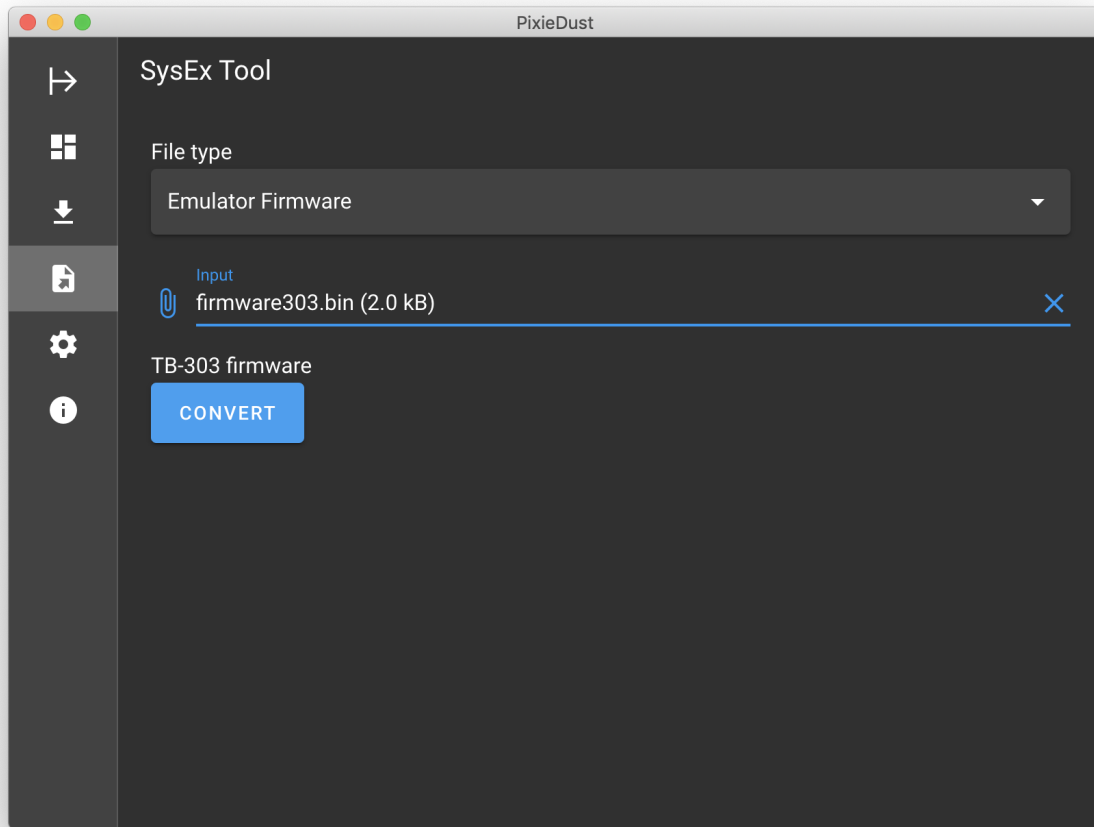 PixieDust
SysEx Tool
File type
Emulator Firmware
Input
firmware303.bin (2.0 kB)
TB-303 firmware
CONVERT